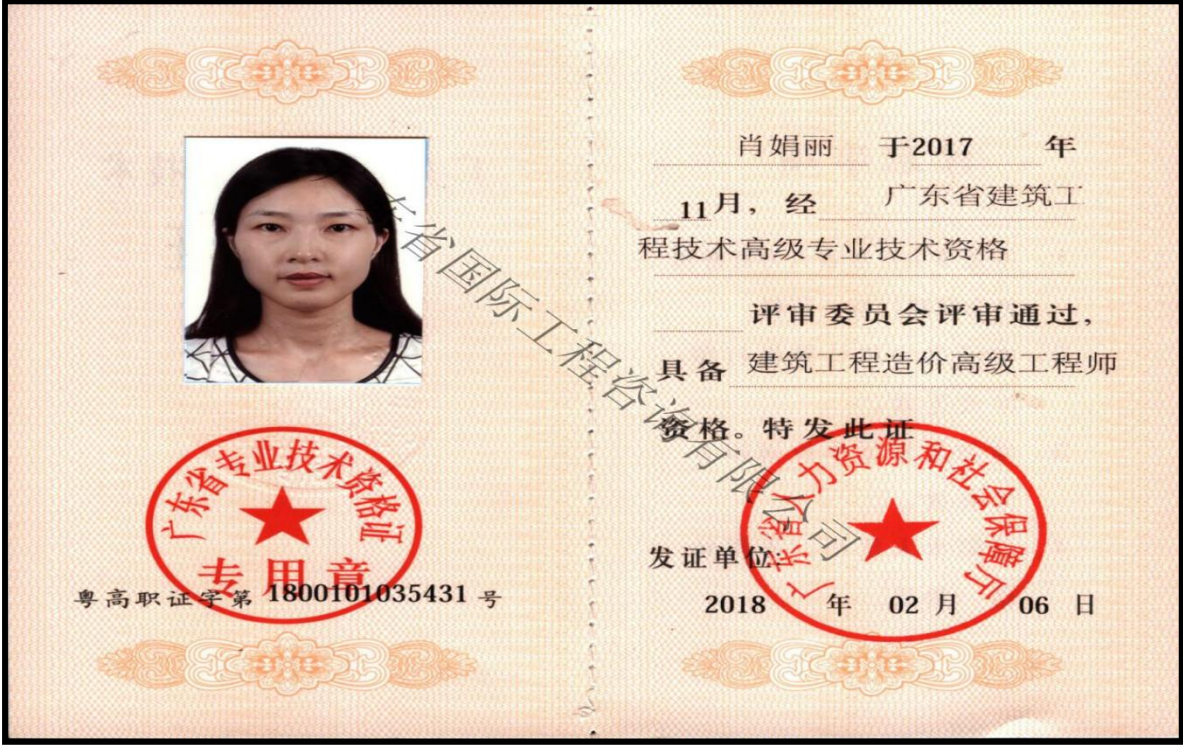 广东省专业技术资格证
专用章
粤高职证字第 1800101035431 号
肖娟丽 于2017 年
11月，经 广东省建筑工
程技术高级专业技术资格
评审委员会评审通过，
具备 建筑工程造价高级工程师
资格。特发此证
广东省人力资源和社会保障厅
发证单位：
2018 年 02 月 06 日
东省国际工程咨询有限公司